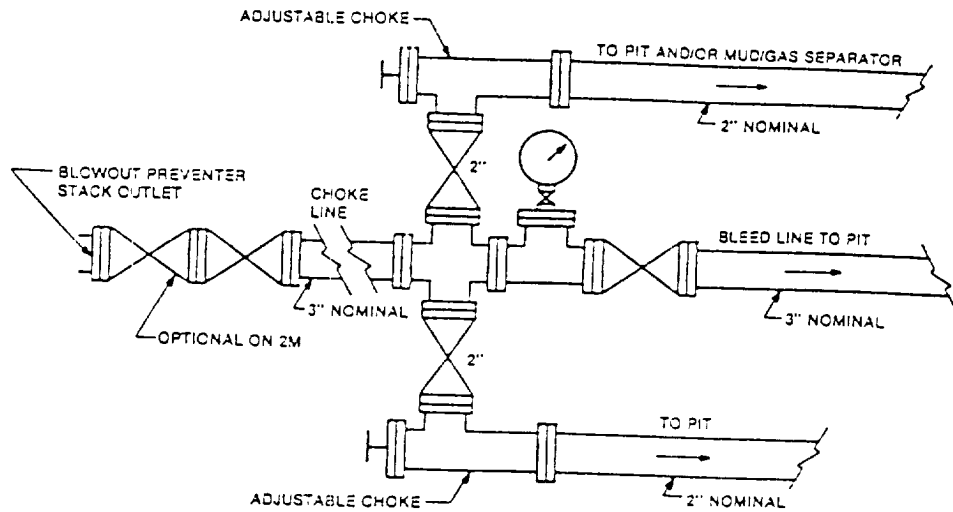 ADJUSTABLE CHOKE
TO PIT AND/CR MUD/GAS SEPARATOR
2" NOMINAL
2"
BLOWOUT PREVENTER
STACK OUTLET
CHOKE
LINE
BLEED LINE TO PIT
3" NOMINAL
3" NOMINAL
OPTIONAL ON 2M
2"
TO PIT
ADJUSTABLE CHOKE
2" NOMINAL